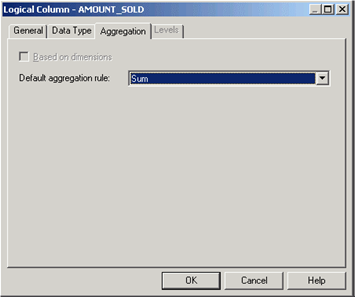 Logical Column - AMOUNT_SOLD
General Data Type Aggregation Levels
Based on dimensions
Default aggregation rule: Sum
OK Cancel Help